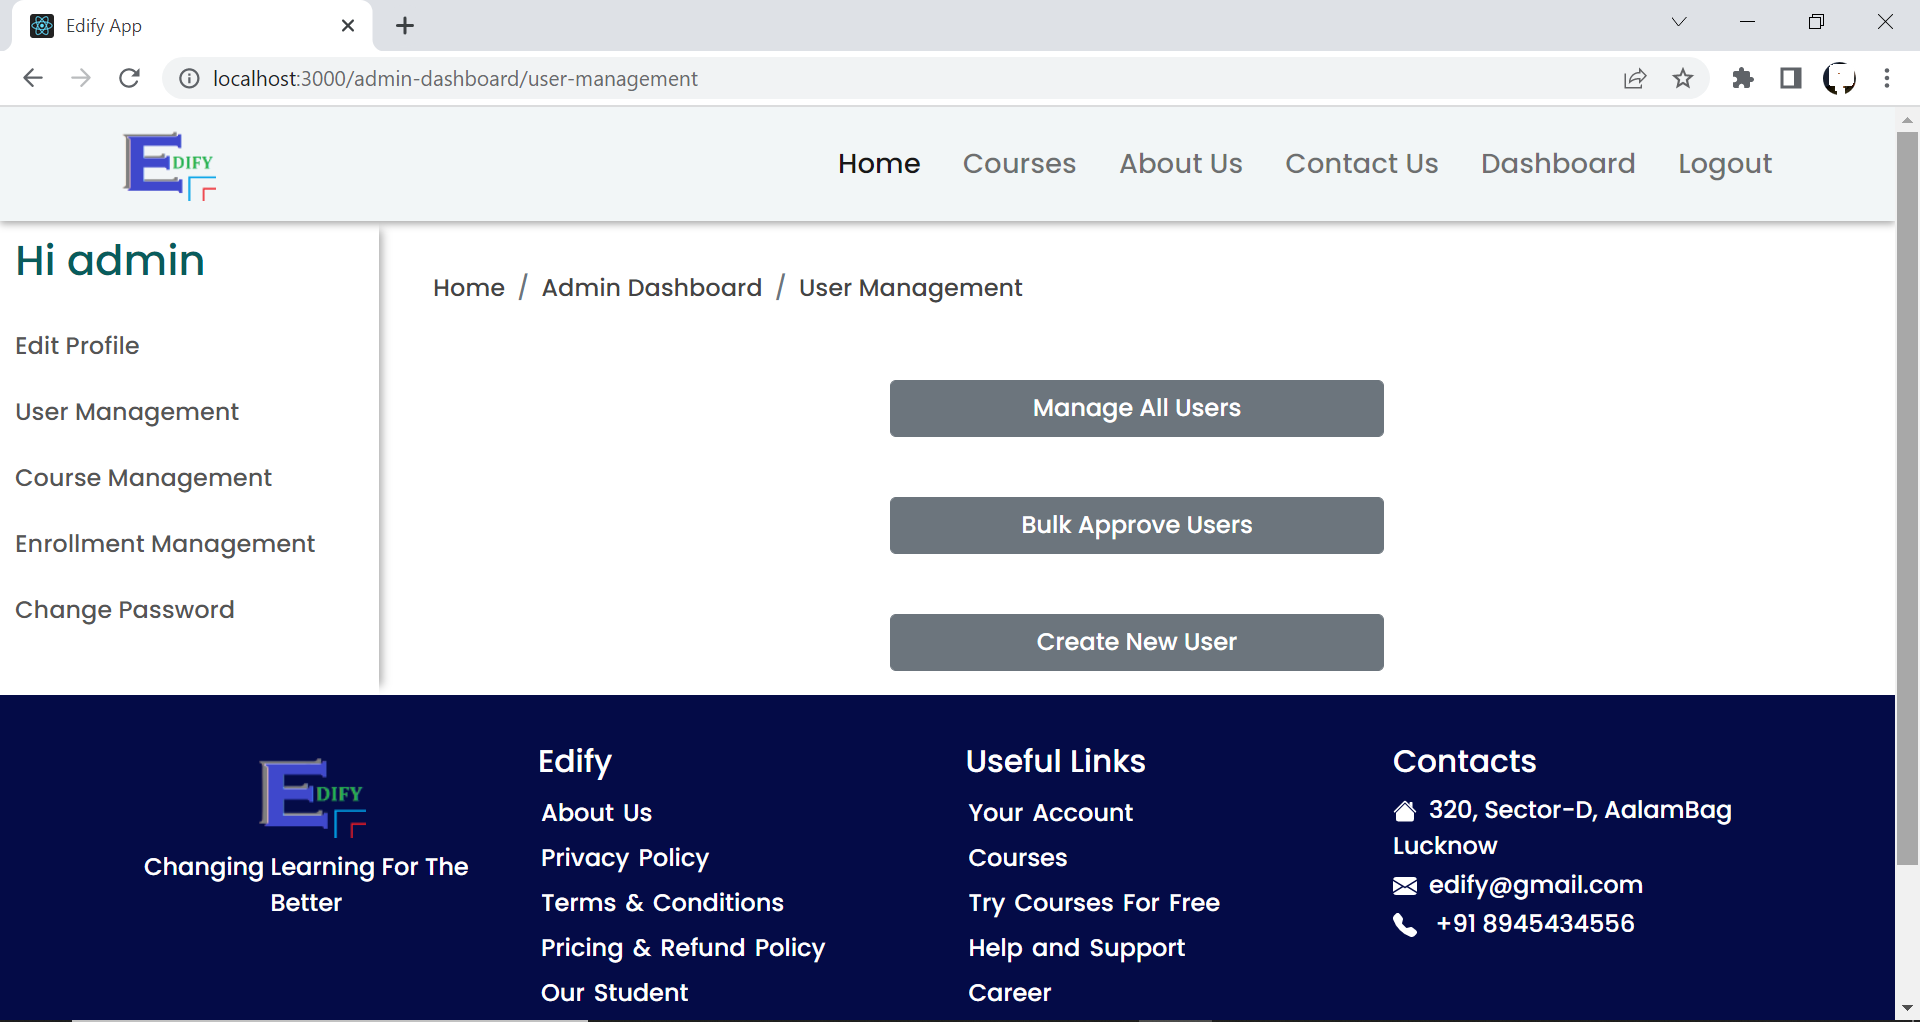 Edify App
localhost:3000/admin-dashboard/user-management
EDIFY
Home Courses About Us Contact Us Dashboard Logout
Hi admin
Edit Profile
User Management
Course Management
Enrollment Management
Change Password
Home / Admin Dashboard / User Management
Manage All Users
Bulk Approve Users
Create New User
EDIFY
Changing Learning For The
Better
Edify
About Us
Privacy Policy
Terms & Conditions
Pricing & Refund Policy
Our Student
Useful Links
Your Account
Courses
Try Courses For Free
Help and Support
Career
Contacts
320, Sector-D, AalamBag
Lucknow
edify@gmail.com
+91 8945434556